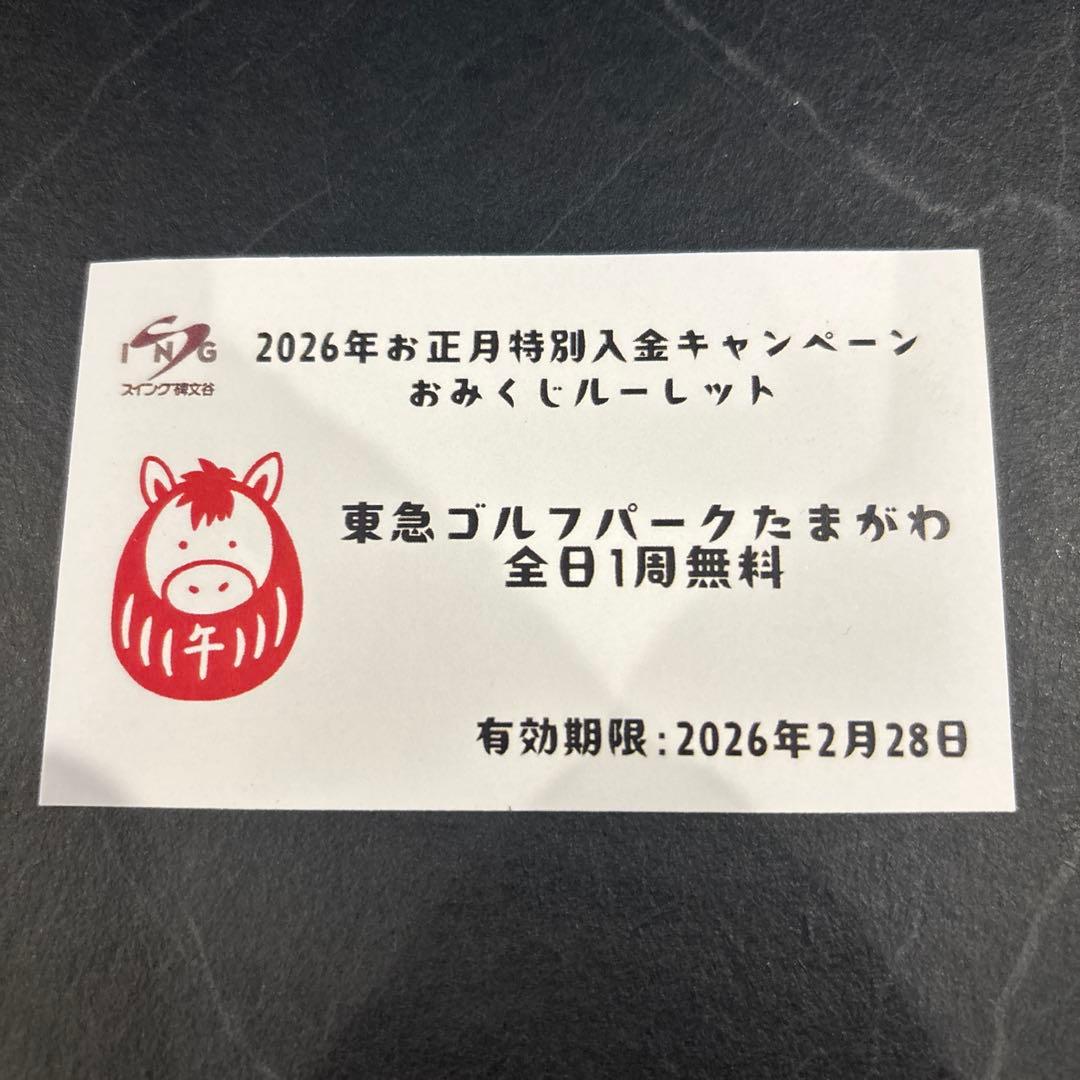 ING
スイング碑文谷
2026年お正月特別入金キャンペーン
おみくじルーレット
東急ゴルフパークたまがわ
全日1周無料
午
有効期限:2026年2月28日